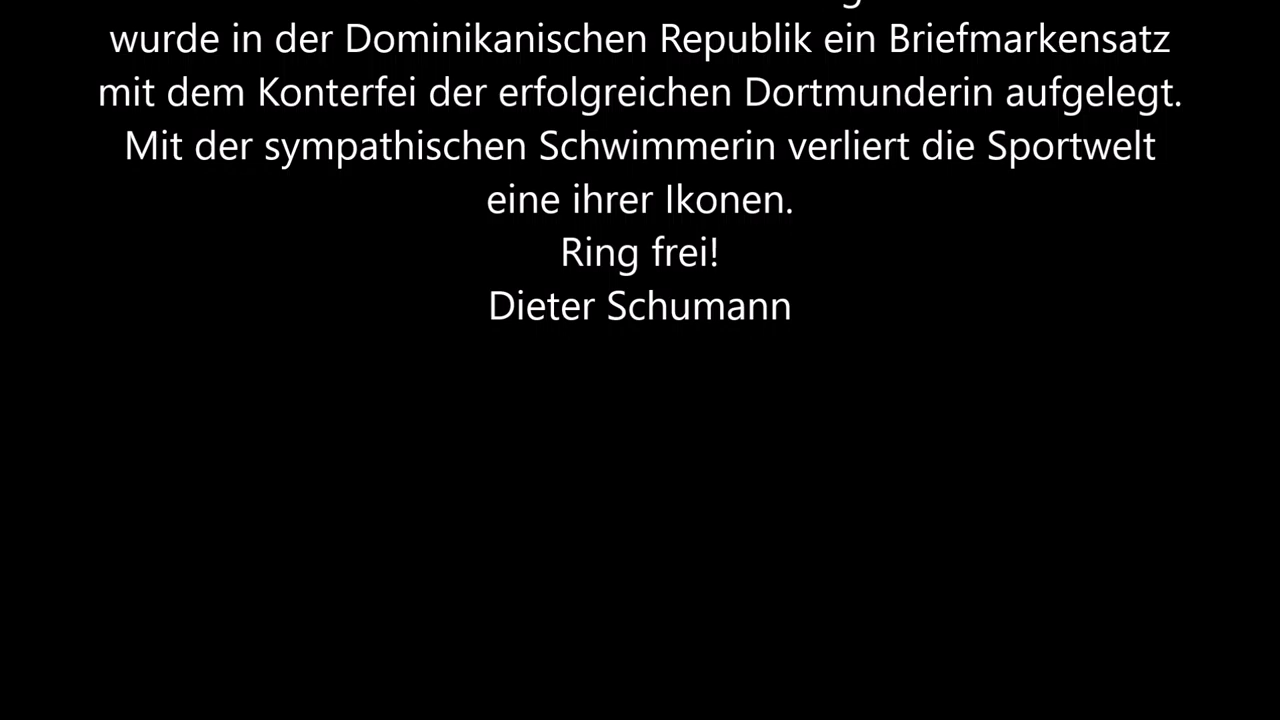 wurde in der Dominikanischen Republik ein Briefmarkensatz
mit dem Konterfei der erfolgreichen Dortmunderin aufgelegt.
Mit der sympathischen Schwimmerin verliert die Sportwelt
eine ihrer Ikonen.
Ring frei!
Dieter Schumann